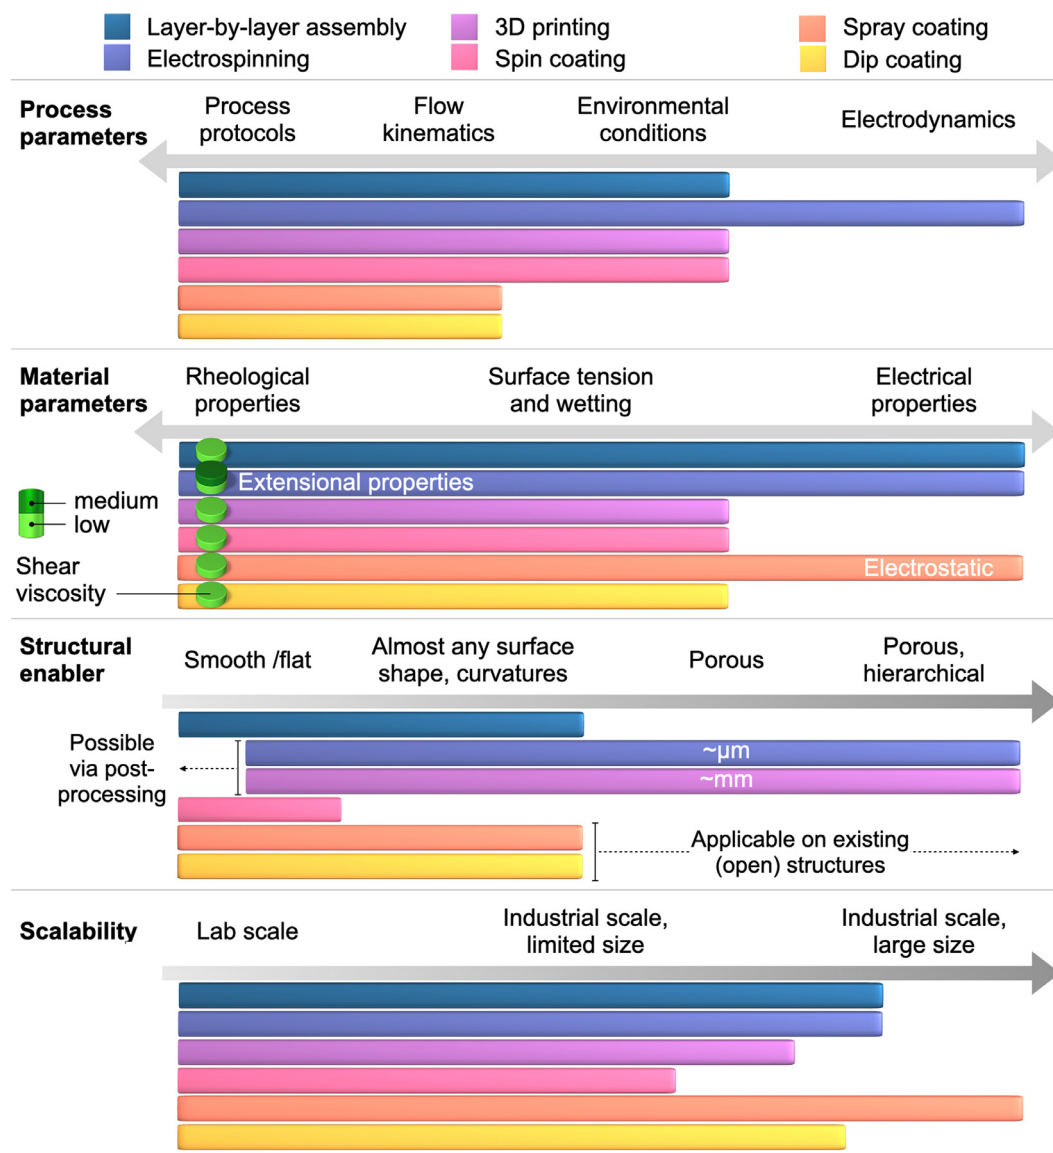 Layer-by-layer assembly
3D printing
Spray coating
Electrospinning
Spin coating
Dip coating
Process
parameters
Process
protocols
Flow
kinematics
Environmental
conditions
Electrodynamics
Material
parameters
Rheological
properties
Surface tension
and wetting
Electrical
properties
Extensional properties
medium
low
Shear
viscosity
Electrostatic
Structural
enabler
Smooth /flat
Almost any surface
shape, curvatures
Porous
Porous,
hierarchical
Possible
via post-
processing
~µm
~mm
Applicable on existing
(open) structures
Scalability
Lab scale
Industrial scale,
limited size
Industrial scale,
large size